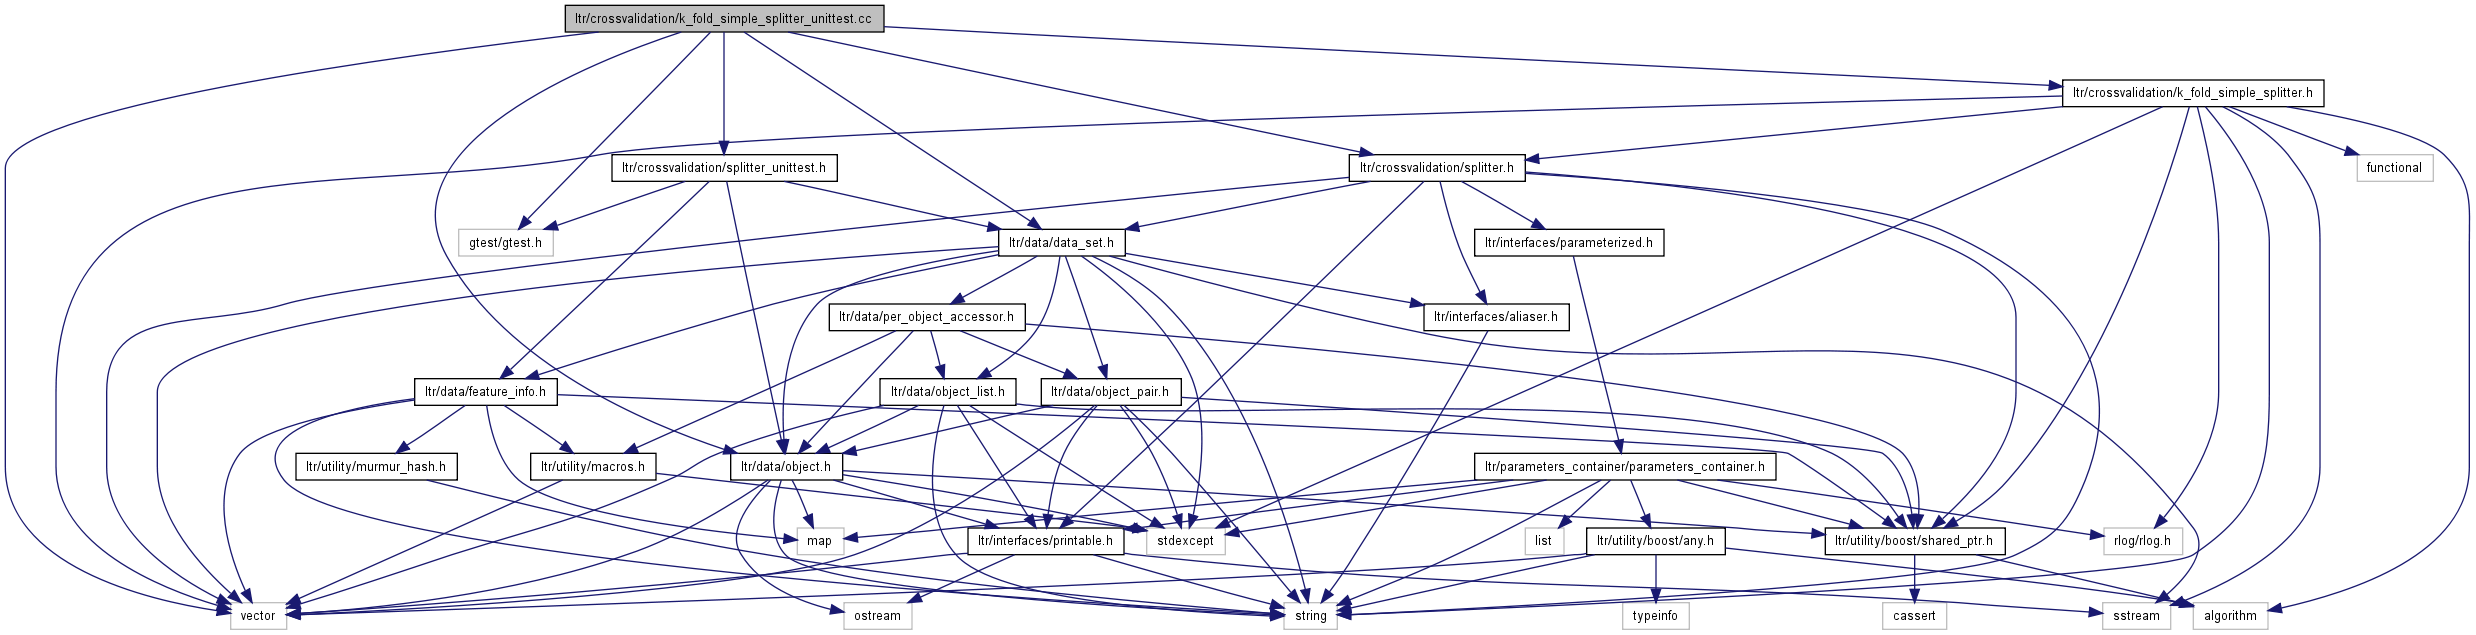 ltr/crossvalidation/k_fold_simple_splitter_unittest.cc
ltr/crossvalidation/k_fold_simple_splitter.h
ltr/crossvalidation/splitter_unittest.h
ltr/crossvalidation/splitter.h
functional
gtest/gtest.h
ltr/data/data_set.h
ltr/interfaces/parameterized.h
ltr/data/per_object_accessor.h
ltr/interfaces/aliaser.h
ltr/data/feature_info.h
ltr/data/object_list.h
ltr/data/object_pair.h
ltr/utility/murmur_hash.h
ltr/utility/macros.h
ltr/data/object.h
ltr/parameters_container/parameters_container.h
map
ltr/interfaces/printable.h
stdexcept
list
ltr/utility/boost/any.h
ltr/utility/boost/shared_ptr.h
rlog/rlog.h
vector
ostream
string
typeinfo
cassert
sstream
algorithm